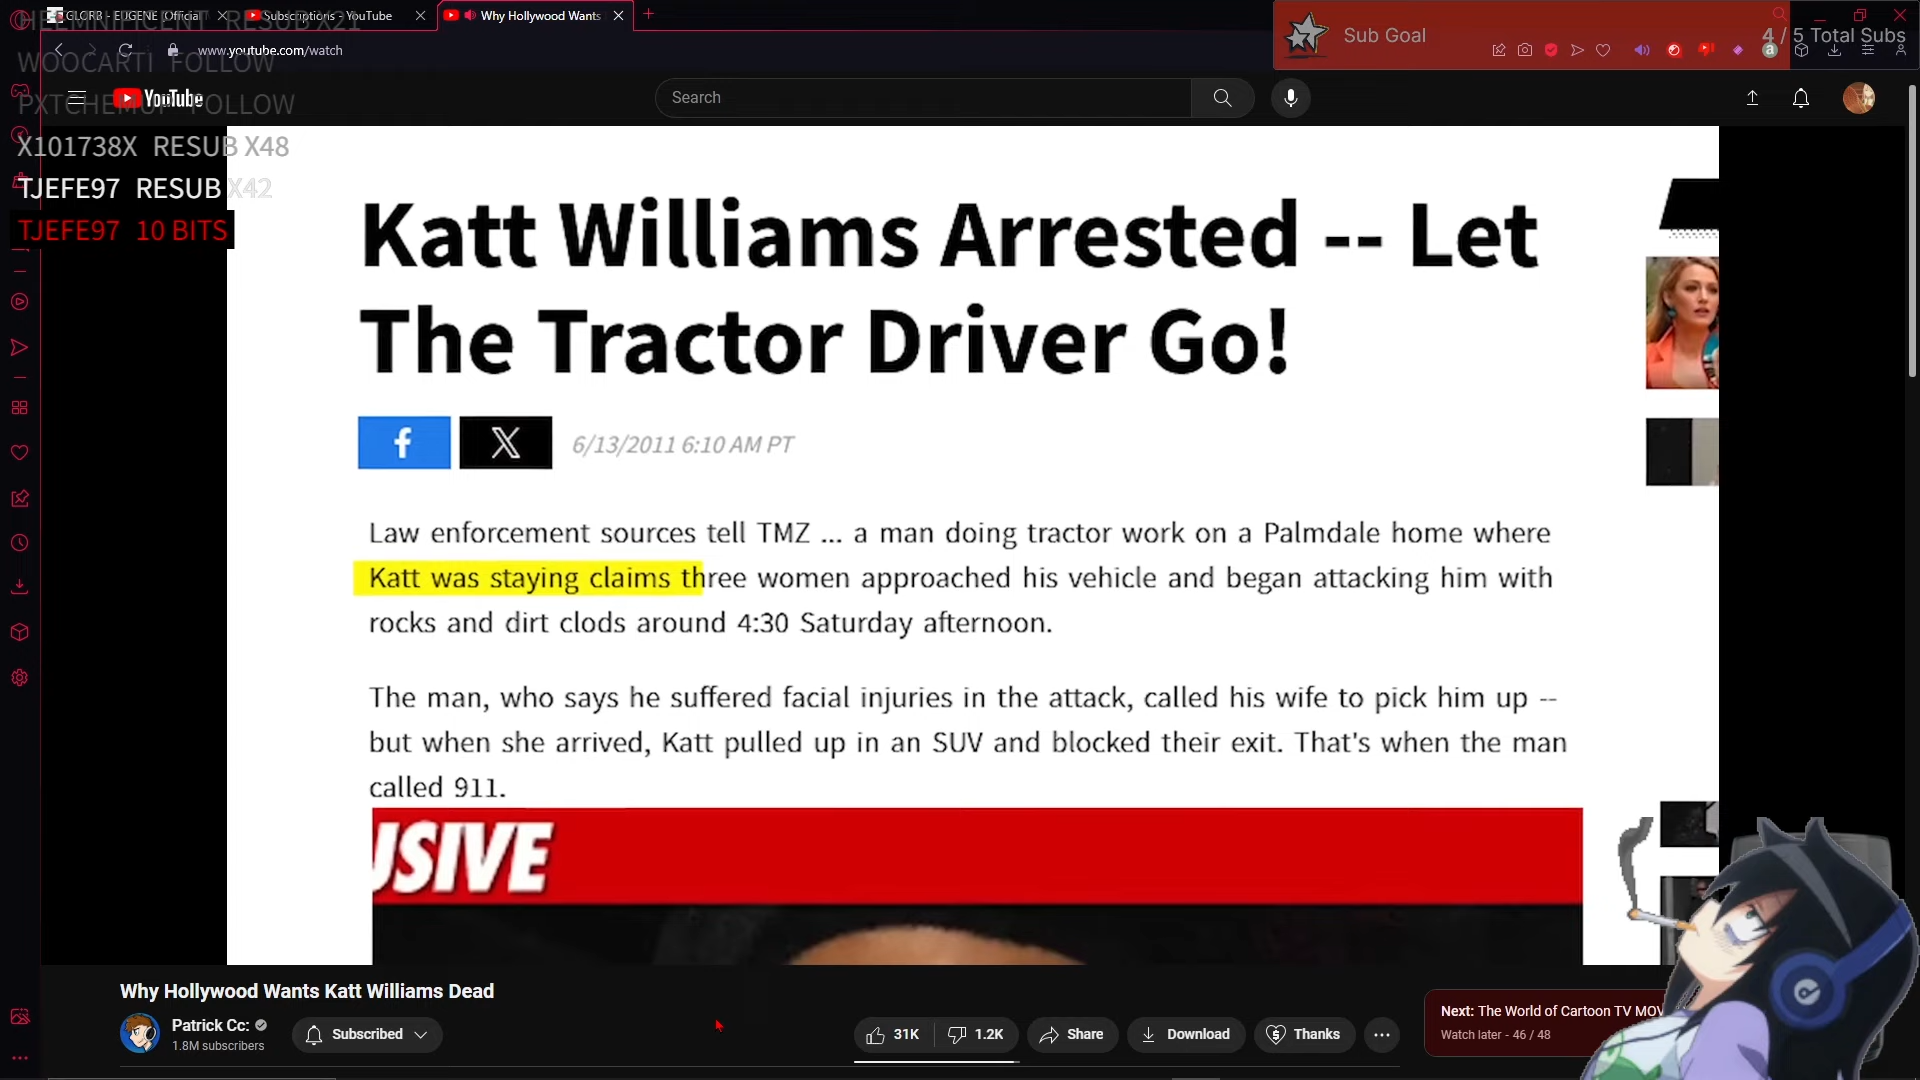 GLORB - EUGENE (Official
Subscriptions - YouTube
Why Hollywood Wants
RESUB X21
www.youtube.com/watch
WOOCARTI FOLLOW
Sub Goal
4 / 5 Total Subs
YouTube
Search
FOLLOW
X101738X RESUB X48
TJEFE97 RESUB X42
TJEFE97 10 BITS
Katt Williams Arrested -- Let
The Tractor Driver Go!
6/13/2011 6:10 AM PT
Law enforcement sources tell TMZ ... a man doing tractor work on a Palmdale home where
Katt was staying claims three women approached his vehicle and began attacking him with
rocks and dirt clods around 4:30 Saturday afternoon.
The man, who says he suffered facial injuries in the attack, called his wife to pick him up --
but when she arrived, Katt pulled up in an SUV and blocked their exit. That's when the man
called 911.
USIVE
Why Hollywood Wants Katt Williams Dead
Patrick Cc:
1.8M subscribers
Subscribed
31K
1.2K
Share
Download
Thanks
Next: The World of Cartoon TV MOV
Watch later - 46 / 48